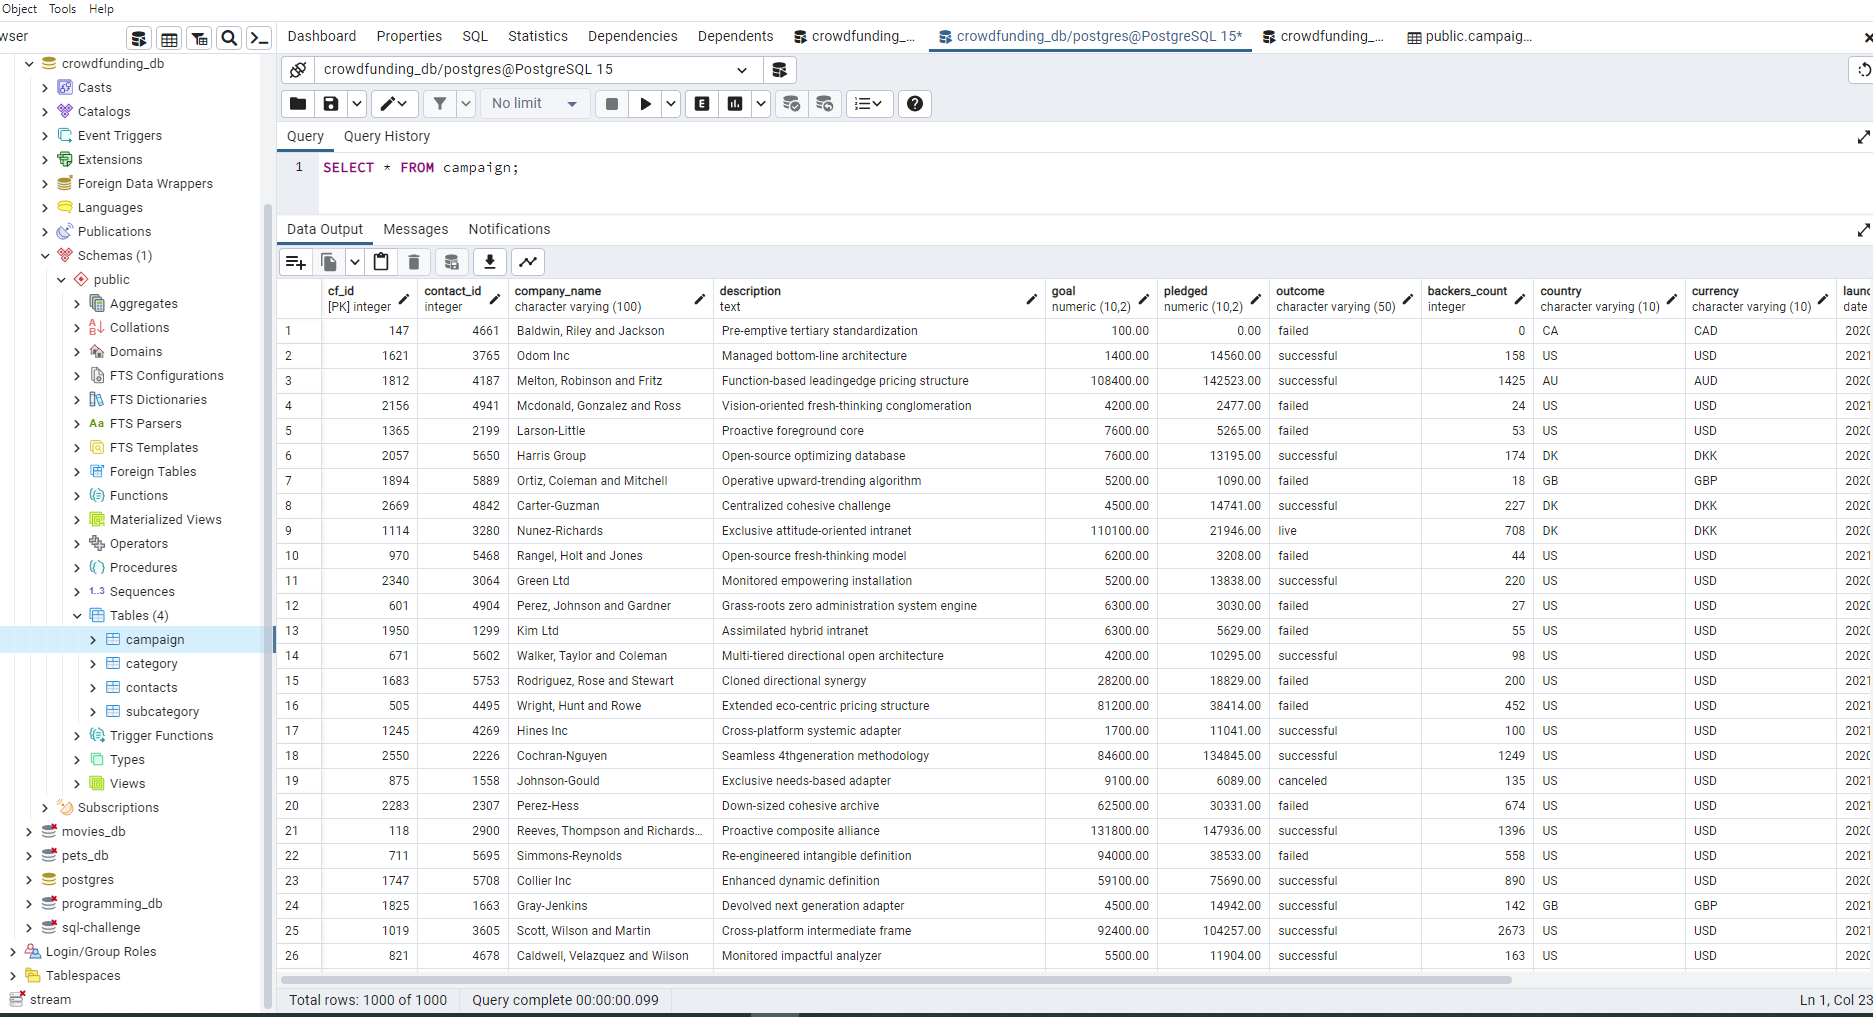 Object Tools Help
wser
Dashboard Properties SQL Statistics Dependencies Dependents crowdfunding_... crowdfunding_db/postgres@PostgreSQL 15* crowdfunding_... public.campaig...
crowdfunding_db
Casts
Catalogs
Event Triggers
Extensions
Foreign Data Wrappers
Languages
Publications
Schemas (1)
public
Aggregates
Collations
Domains
FTS Configurations
FTS Dictionaries
FTS Parsers
FTS Templates
Foreign Tables
Functions
Materialized Views
Operators
Procedures
1..3 Sequences
Tables (4)
campaign
category
contacts
subcategory
Trigger Functions
Types
Views
Subscriptions
movies_db
pets_db
postgres
programming_db
sql-challenge
Login/Group Roles
Tablespaces
stream
crowdfunding_db/postgres@PostgreSQL 15
No limit
Query Query History
1 SELECT * FROM campaign;
Data Output Messages Notifications
cf_id contact_id company_name description goal pledged outcome backers_count country currency launc
[PK] integer integer character varying (100) text numeric (10,2) numeric (10,2) character varying (50) integer character varying (10) character varying (10) date
1 147 4661 Baldwin, Riley and Jackson Pre-emptive tertiary standardization 100.00 0.00 failed 0 CA CAD 2020
2 1621 3765 Odom Inc Managed bottom-line architecture 1400.00 14560.00 successful 158 US USD 2021
3 1812 4187 Melton, Robinson and Fritz Function-based leadingedge pricing structure 108400.00 142523.00 successful 1425 AU AUD 2020
4 2156 4941 Mcdonald, Gonzalez and Ross Vision-oriented fresh-thinking conglomeration 4200.00 2477.00 failed 24 US USD 2021
5 1365 2199 Larson-Little Proactive foreground core 7600.00 5265.00 failed 53 US USD 2020
6 2057 5650 Harris Group Open-source optimizing database 7600.00 13195.00 successful 174 DK DKK 2020
7 1894 5889 Ortiz, Coleman and Mitchell Operative upward-trending algorithm 5200.00 1090.00 failed 18 GB GBP 2020
8 2669 4842 Carter-Guzman Centralized cohesive challenge 4500.00 14741.00 successful 227 DK DKK 2020
9 1114 3280 Nunez-Richards Exclusive attitude-oriented intranet 110100.00 21946.00 live 708 DK DKK 2020
10 970 5468 Rangel, Holt and Jones Open-source fresh-thinking model 6200.00 3208.00 failed 44 US USD 2021
11 2340 3064 Green Ltd Monitored empowering installation 5200.00 13838.00 successful 220 US USD 2020
12 601 4904 Perez, Johnson and Gardner Grass-roots zero administration system engine 6300.00 3030.00 failed 27 US USD 2020
13 1950 1299 Kim Ltd Assimilated hybrid intranet 6300.00 5629.00 failed 55 US USD 2020
14 671 5602 Walker, Taylor and Coleman Multi-tiered directional open architecture 4200.00 10295.00 successful 98 US USD 2020
15 1683 5753 Rodriguez, Rose and Stewart Cloned directional synergy 28200.00 18829.00 failed 200 US USD 2021
16 505 4495 Wright, Hunt and Rowe Extended eco-centric pricing structure 81200.00 38414.00 failed 452 US USD 2021
17 1245 4269 Hines Inc Cross-platform systemic adapter 1700.00 11041.00 successful 100 US USD 2021
18 2550 2226 Cochran-Nguyen Seamless 4thgeneration methodology 84600.00 134845.00 successful 1249 US USD 2020
19 875 1558 Johnson-Gould Exclusive needs-based adapter 9100.00 6089.00 canceled 135 US USD 2021
20 2283 2307 Perez-Hess Down-sized cohesive archive 62500.00 30331.00 failed 674 US USD 2021
21 118 2900 Reeves, Thompson and Richards... Proactive composite alliance 131800.00 147936.00 successful 1396 US USD 2020
22 711 5695 Simmons-Reynolds Re-engineered intangible definition 94000.00 38533.00 failed 558 US USD 2021
23 1747 5708 Collier Inc Enhanced dynamic definition 59100.00 75690.00 successful 890 US USD 2020
24 1825 1663 Gray-Jenkins Devolved next generation adapter 4500.00 14942.00 successful 142 GB GBP 2020
25 1019 3605 Scott, Wilson and Martin Cross-platform intermediate frame 92400.00 104257.00 successful 2673 US USD 2021
26 821 4678 Caldwell, Velazquez and Wilson Monitored impactful analyzer 5500.00 11904.00 successful 163 US USD 2020
Total rows: 1000 of 1000 Query complete 00:00:00.099 Ln 1, Col 23